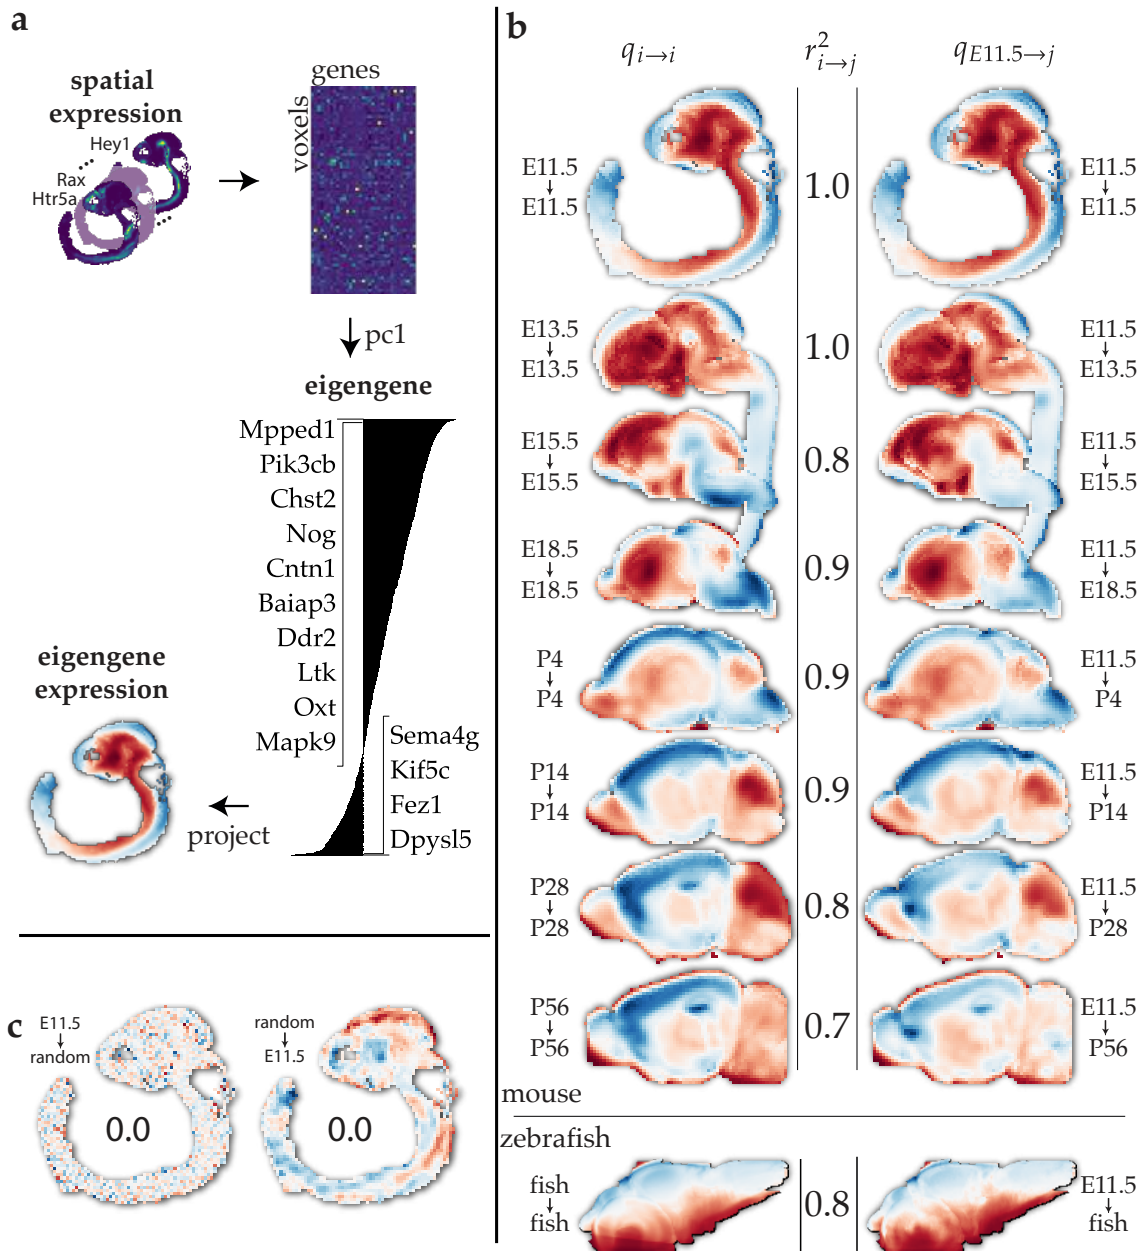 a
spatial
expression
Hey1
Rax
Htr5a
genes
voxels
pc1
eigengene
Mpped1
Pik3cb
Chst2
Nog
Cntn1
Baiap3
Ddr2
Ltk
Oxt
Mapk9
Sema4g
Kif5c
Fez1
Dpysl5
eigengene
expression
project
b
q i→i r² i→j q E11.5→j
E11.5 ↓ E11.5 1.0 E11.5 ↓ E11.5
E13.5 ↓ E13.5 1.0 E11.5 ↓ E13.5
E15.5 ↓ E15.5 0.8 E11.5 ↓ E15.5
E18.5 ↓ E18.5 0.9 E11.5 ↓ E18.5
P4 ↓ P4 0.9 E11.5 ↓ P4
P14 ↓ P14 0.9 E11.5 ↓ P14
P28 ↓ P28 0.8 E11.5 ↓ P28
P56 ↓ P56 0.7 E11.5 ↓ P56
mouse
zebrafish
fish ↓ fish 0.8 E11.5 ↓ fish
c
E11.5 ↓ random 0.0
random ↓ E11.5 0.0